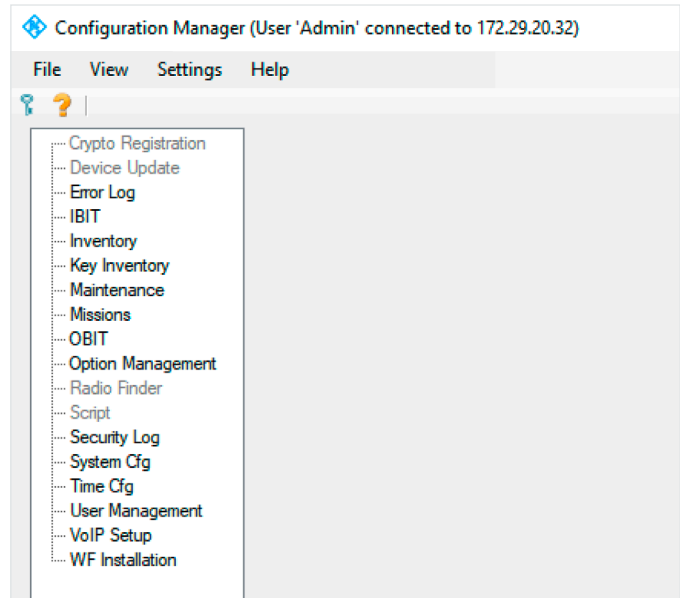 Configuration Manager (User 'Admin' connected to 172.29.20.32)
File View Settings Help
Crypto Registration
Device Update
Error Log
IBIT
Inventory
Key Inventory
Maintenance
Missions
OBIT
Option Management
Radio Finder
Script
Security Log
System Cfg
Time Cfg
User Management
VoIP Setup
WF Installation